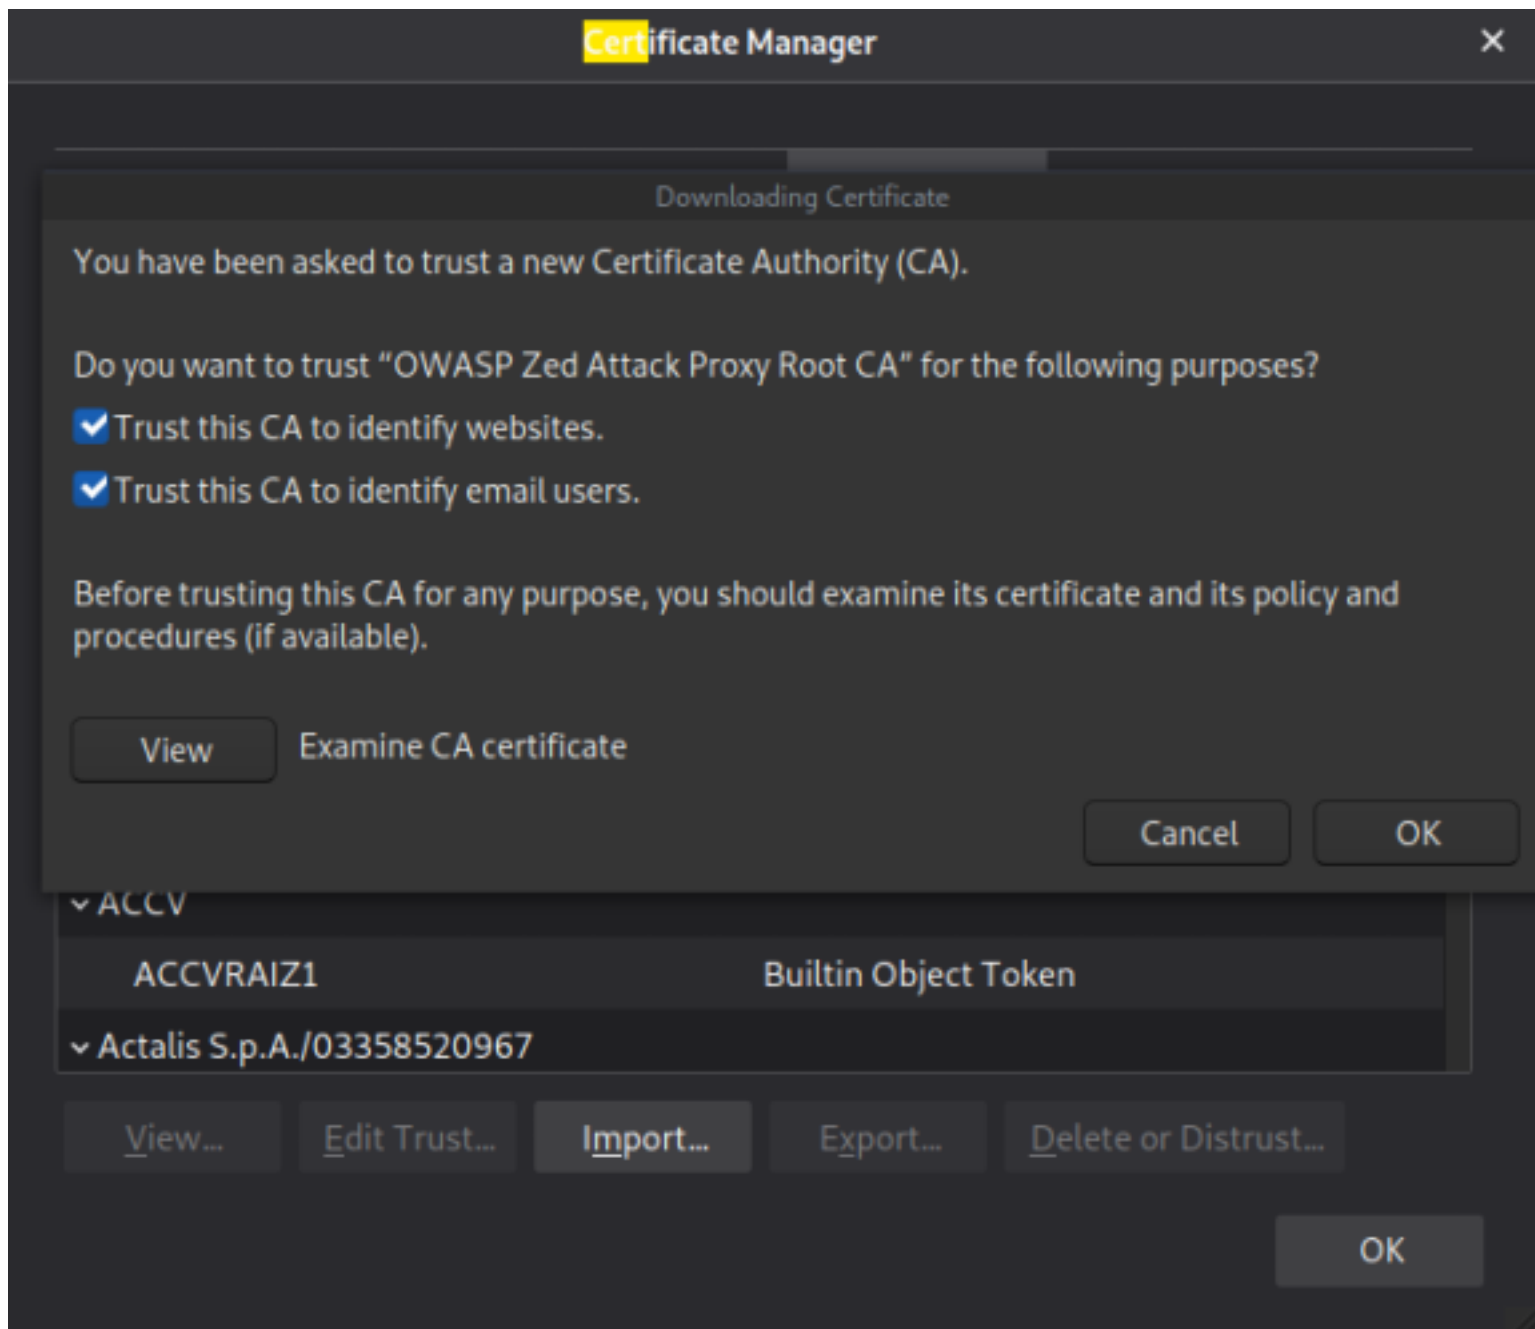 Certificate Manager
Downloading Certificate
You have been asked to trust a new Certificate Authority (CA).
Do you want to trust “OWASP Zed Attack Proxy Root CA” for the following purposes?
Trust this CA to identify websites.
Trust this CA to identify email users.
Before trusting this CA for any purpose, you should examine its certificate and its policy and
procedures (if available).
View Examine CA certificate
Cancel OK
ACCV
ACCVRAIZ1 Builtin Object Token
Actalis S.p.A./03358520967
View... Edit Trust... Import... Export... Delete or Distrust...
OK